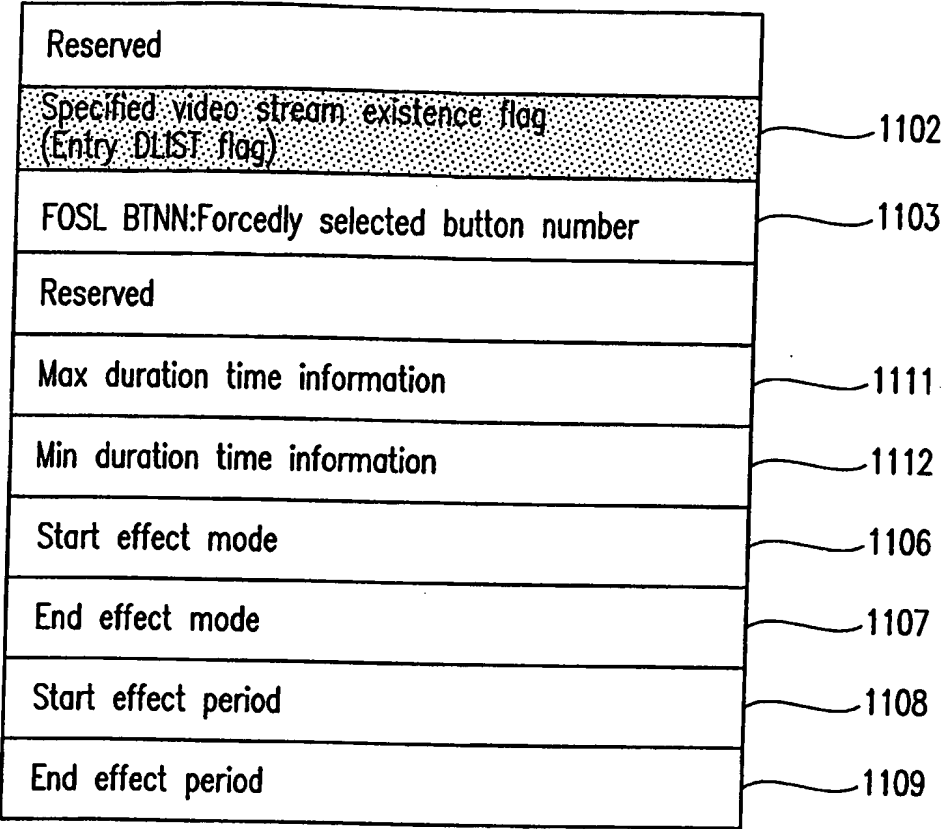 Reserved
Specified video stream existence flag
(Entry DLIST flag)
1102
FOSL BTNN:Forcedly selected button number
1103
Reserved
Max duration time information
1111
Min duration time information
1112
Start effect mode
1106
End effect mode
1107
Start effect period
1108
End effect period
1109